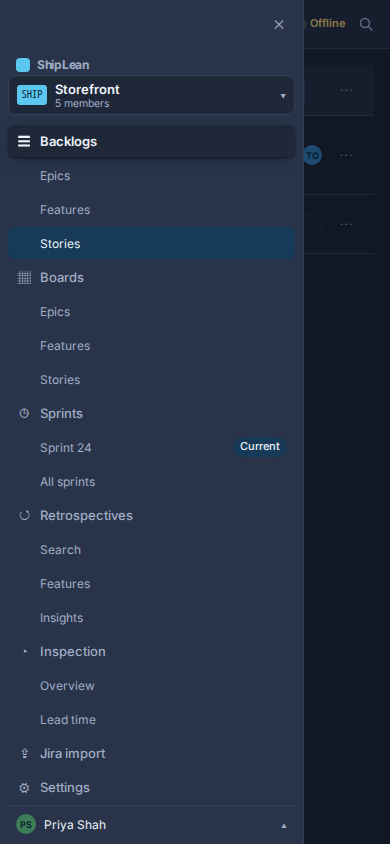 Offline
ShipLean
SHIP
Storefront
5 members
Backlogs
Epics
Features
Stories
TO
Boards
Epics
Features
Stories
Sprints
Sprint 24
Current
All sprints
Retrospectives
Search
Features
Insights
Inspection
Overview
Lead time
Jira import
Settings
PS
Priya Shah